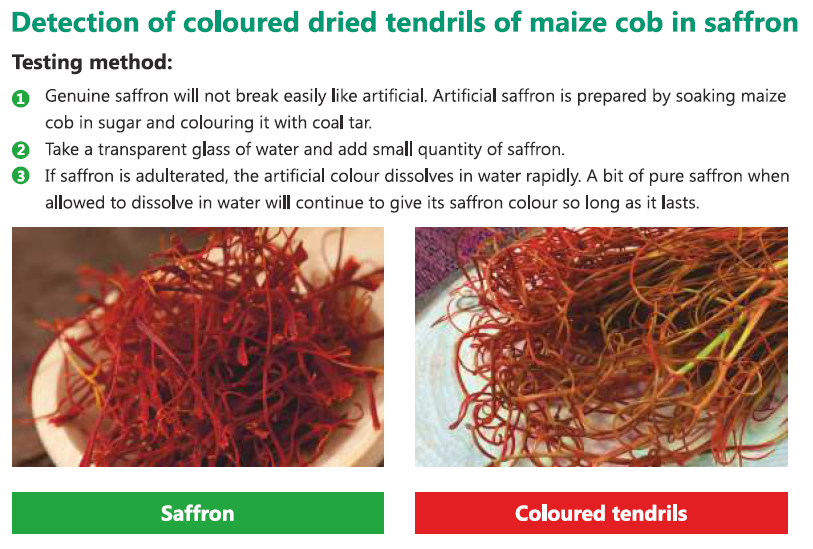 Detection of coloured dried tendrils of maize cob in saffron
Testing method:
1 Genuine saffron will not break easily like artificial. Artificial saffron is prepared by soaking maize
cob in sugar and colouring it with coal tar.
2 Take a transparent glass of water and add small quantity of saffron.
3 If saffron is adulterated, the artificial colour dissolves in water rapidly. A bit of pure saffron when
allowed to dissolve in water will continue to give its saffron colour so long as it lasts.
Saffron
Coloured tendrils